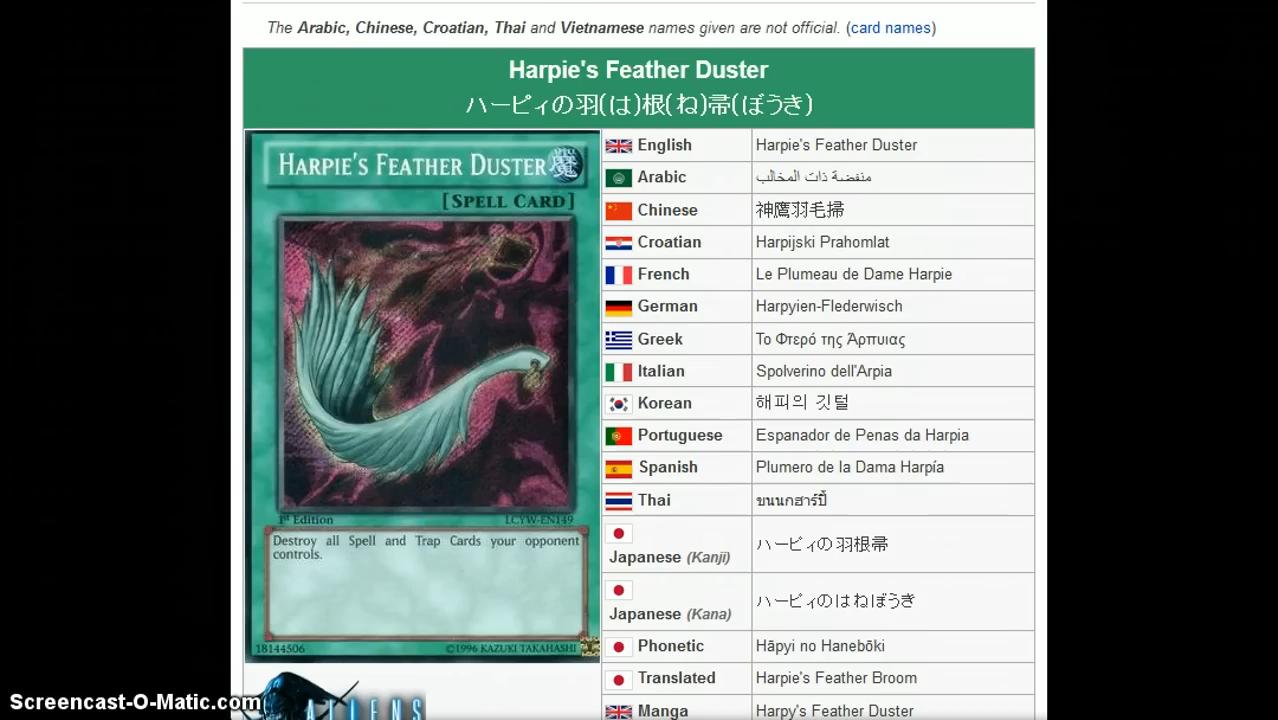 The Arabic, Chinese, Croatian, Thai and Vietnamese names given are not official. (card names)
Harpie's Feather Duster
ハーピィの羽(は)根(ね)帚(ぼうき)
HARPIE'S FEATHER DUSTER 魔
[SPELL CARD]
1st Edition LCYW-EN149
Destroy all Spell and Trap Cards your opponent
controls.
18144506 ©1996 KAZUKI TAKAHASHI
English Harpie's Feather Duster
Arabic منفضة ذات المخالب
Chinese 神鷹羽毛掃
Croatian Harpijski Prahomlat
French Le Plumeau de Dame Harpie
German Harpyien-Flederwisch
Greek Το Φτερό της Άρπυιας
Italian Spolverino dell'Arpia
Korean 해피의 깃털
Portuguese Espanador de Penas da Harpia
Spanish Plumero de la Dama Harpía
Thai ขนนกฮาร์ปี้
Japanese (Kanji) ハーピィの羽根帚
Japanese (Kana) ハーピィのはねぼうき
Phonetic Hāpyi no Hanebōki
Translated Harpie's Feather Broom
Manga Harpy's Feather Duster
ALIENS
Screencast-O-Matic.com